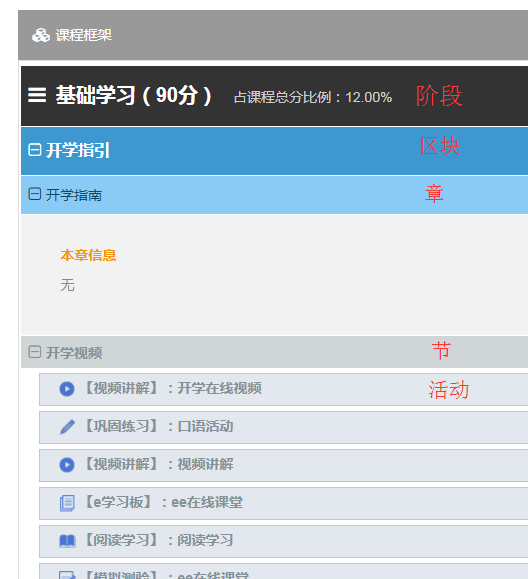 课程框架
基础学习（90分） 占课程总分比例：12.00% 阶段
开学指引 区块
开学指南 章
本章信息
无
开学视频 节
【视频讲解】：开学在线视频 活动
【巩固练习】：口语活动
【视频讲解】：视频讲解
【e学习板】：ee在线课堂
【阅读学习】：阅读学习
【模拟测验】：ee在线课堂